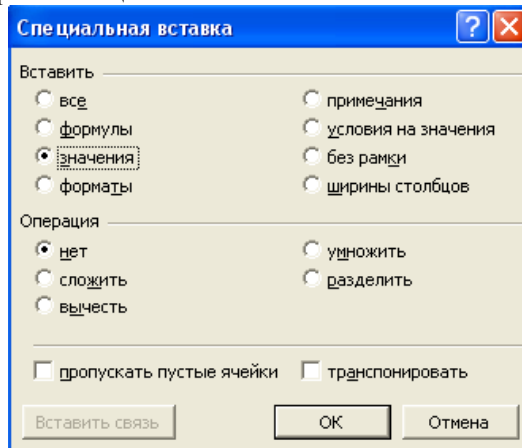 Специальная вставка
Вставить
все
примечания
формулы
условия на значения
значения
без рамки
форматы
ширины столбцов
Операция
нет
умножить
сложить
разделить
вычесть
пропускать пустые ячейки
транспонировать
Вставить связь
ОК
Отмена